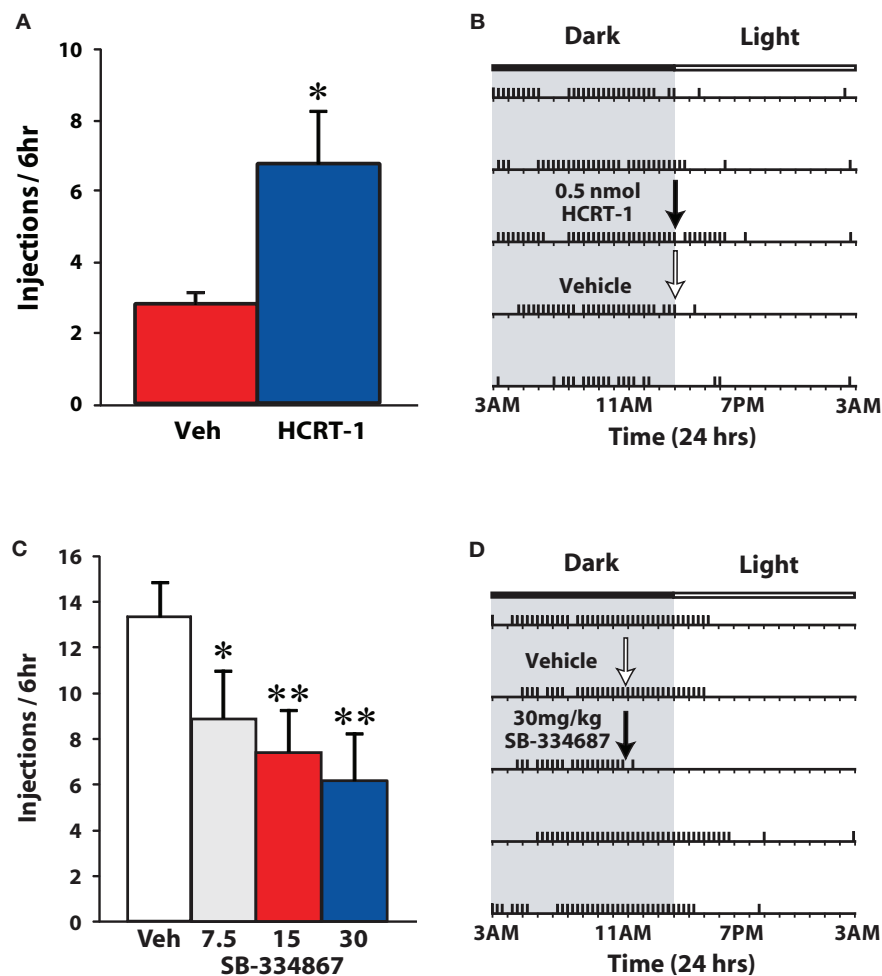 A
10
8
6
4
2
0
Injections / 6hr
*
Veh HCRT-1
B
Dark Light
0.5 nmol
HCRT-1
Vehicle
3AM 11AM 7PM 3AM
Time (24 hrs)
C
16
14
12
10
8
6
4
2
0
Injections / 6hr
*
**
**
Veh 7.5 15 30
SB-334867
D
Dark Light
Vehicle
30mg/kg
SB-334687
3AM 11AM 7PM 3AM
Time (24 hrs)